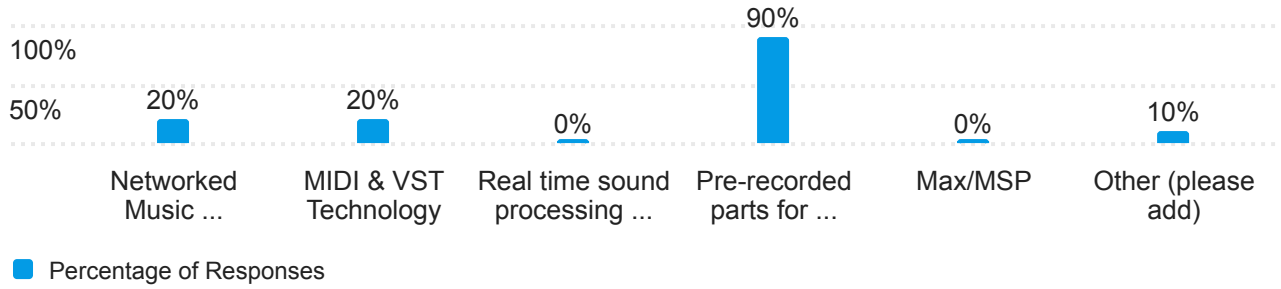 90%
100%
50%
20%
20%
0%
0%
10%
Networked
Music ...
MIDI & VST
Technology
Real time sound
processing ...
Pre-recorded
parts for ...
Max/MSP
Other (please
add)
Percentage of Responses